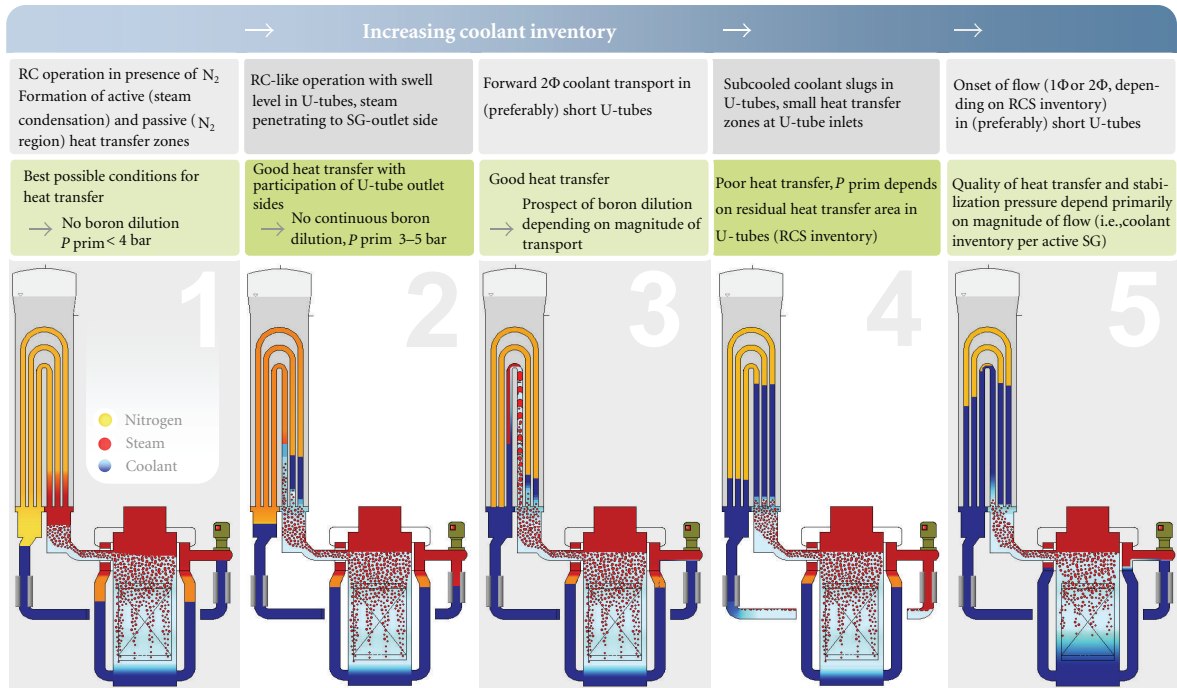 Increasing coolant inventory
RC operation in presence of N₂
Formation of active (steam
condensation) and passive (N₂
region) heat transfer zones
Best possible conditions for
heat transfer
→ No boron dilution
P prim < 4 bar
RC-like operation with swell
level in U-tubes, steam
penetrating to SG-outlet side
Good heat transfer with
participation of U-tube outlet
sides
→ No continuous boron
dilution, P prim 3–5 bar
Forward 2Φ coolant transport in
(preferably) short U-tubes
Good heat transfer
→ Prospect of boron dilution
depending on magnitude of
transport
Subcooled coolant slugs in
U-tubes, small heat transfer
zones at U-tube inlets
Poor heat transfer, P prim depends
on residual heat transfer area in
U-tubes (RCS inventory)
Onset of flow (1Φ or 2Φ, depen-
ding on RCS inventory)
in (preferably) short U-tubes
Quality of heat transfer and stabi-
lization pressure depend primarily
on magnitude of flow (i.e.,coolant
inventory per active SG)
1
2
3
4
5
Nitrogen
Steam
Coolant